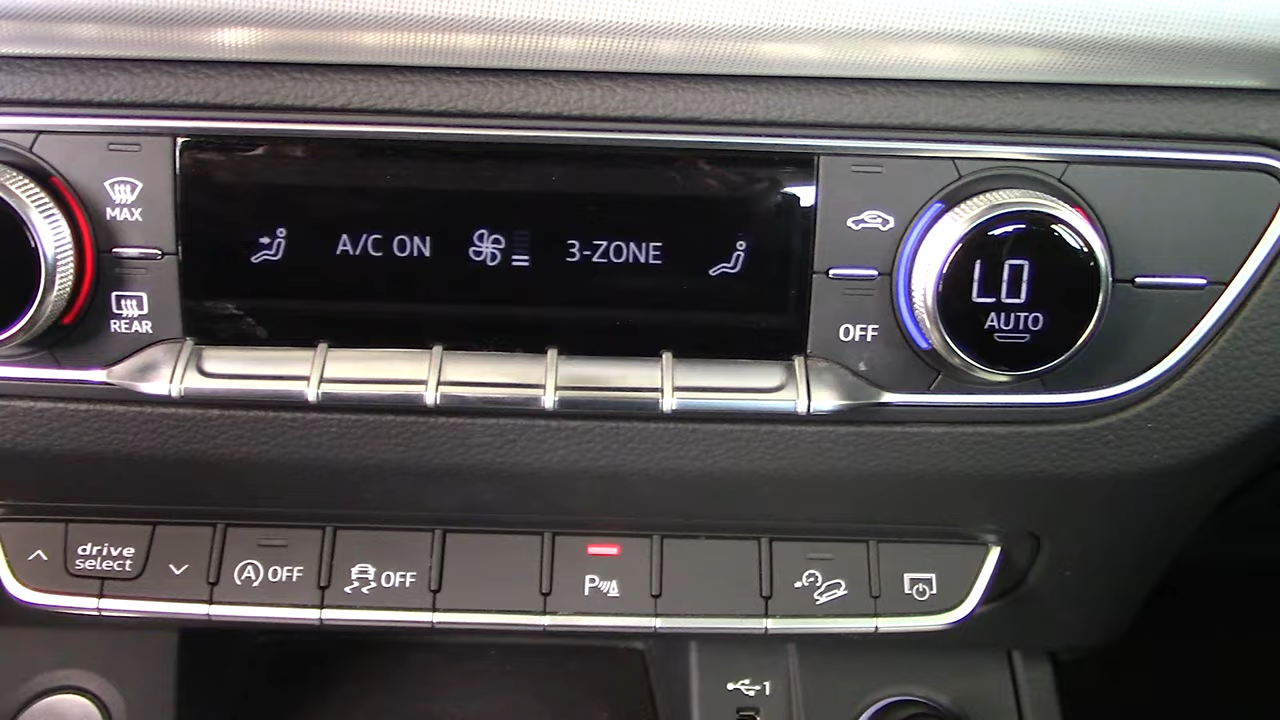 MAX
REAR
A/C ON
3-ZONE
OFF
LO
AUTO
drive
select
A OFF
OFF
P
1